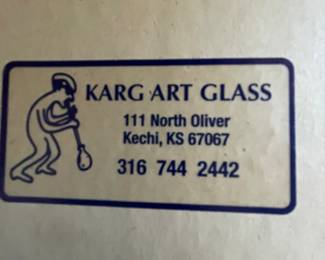 KARG ART GLASS
111 North Oliver
Kechi, KS 67067
316 744 2442